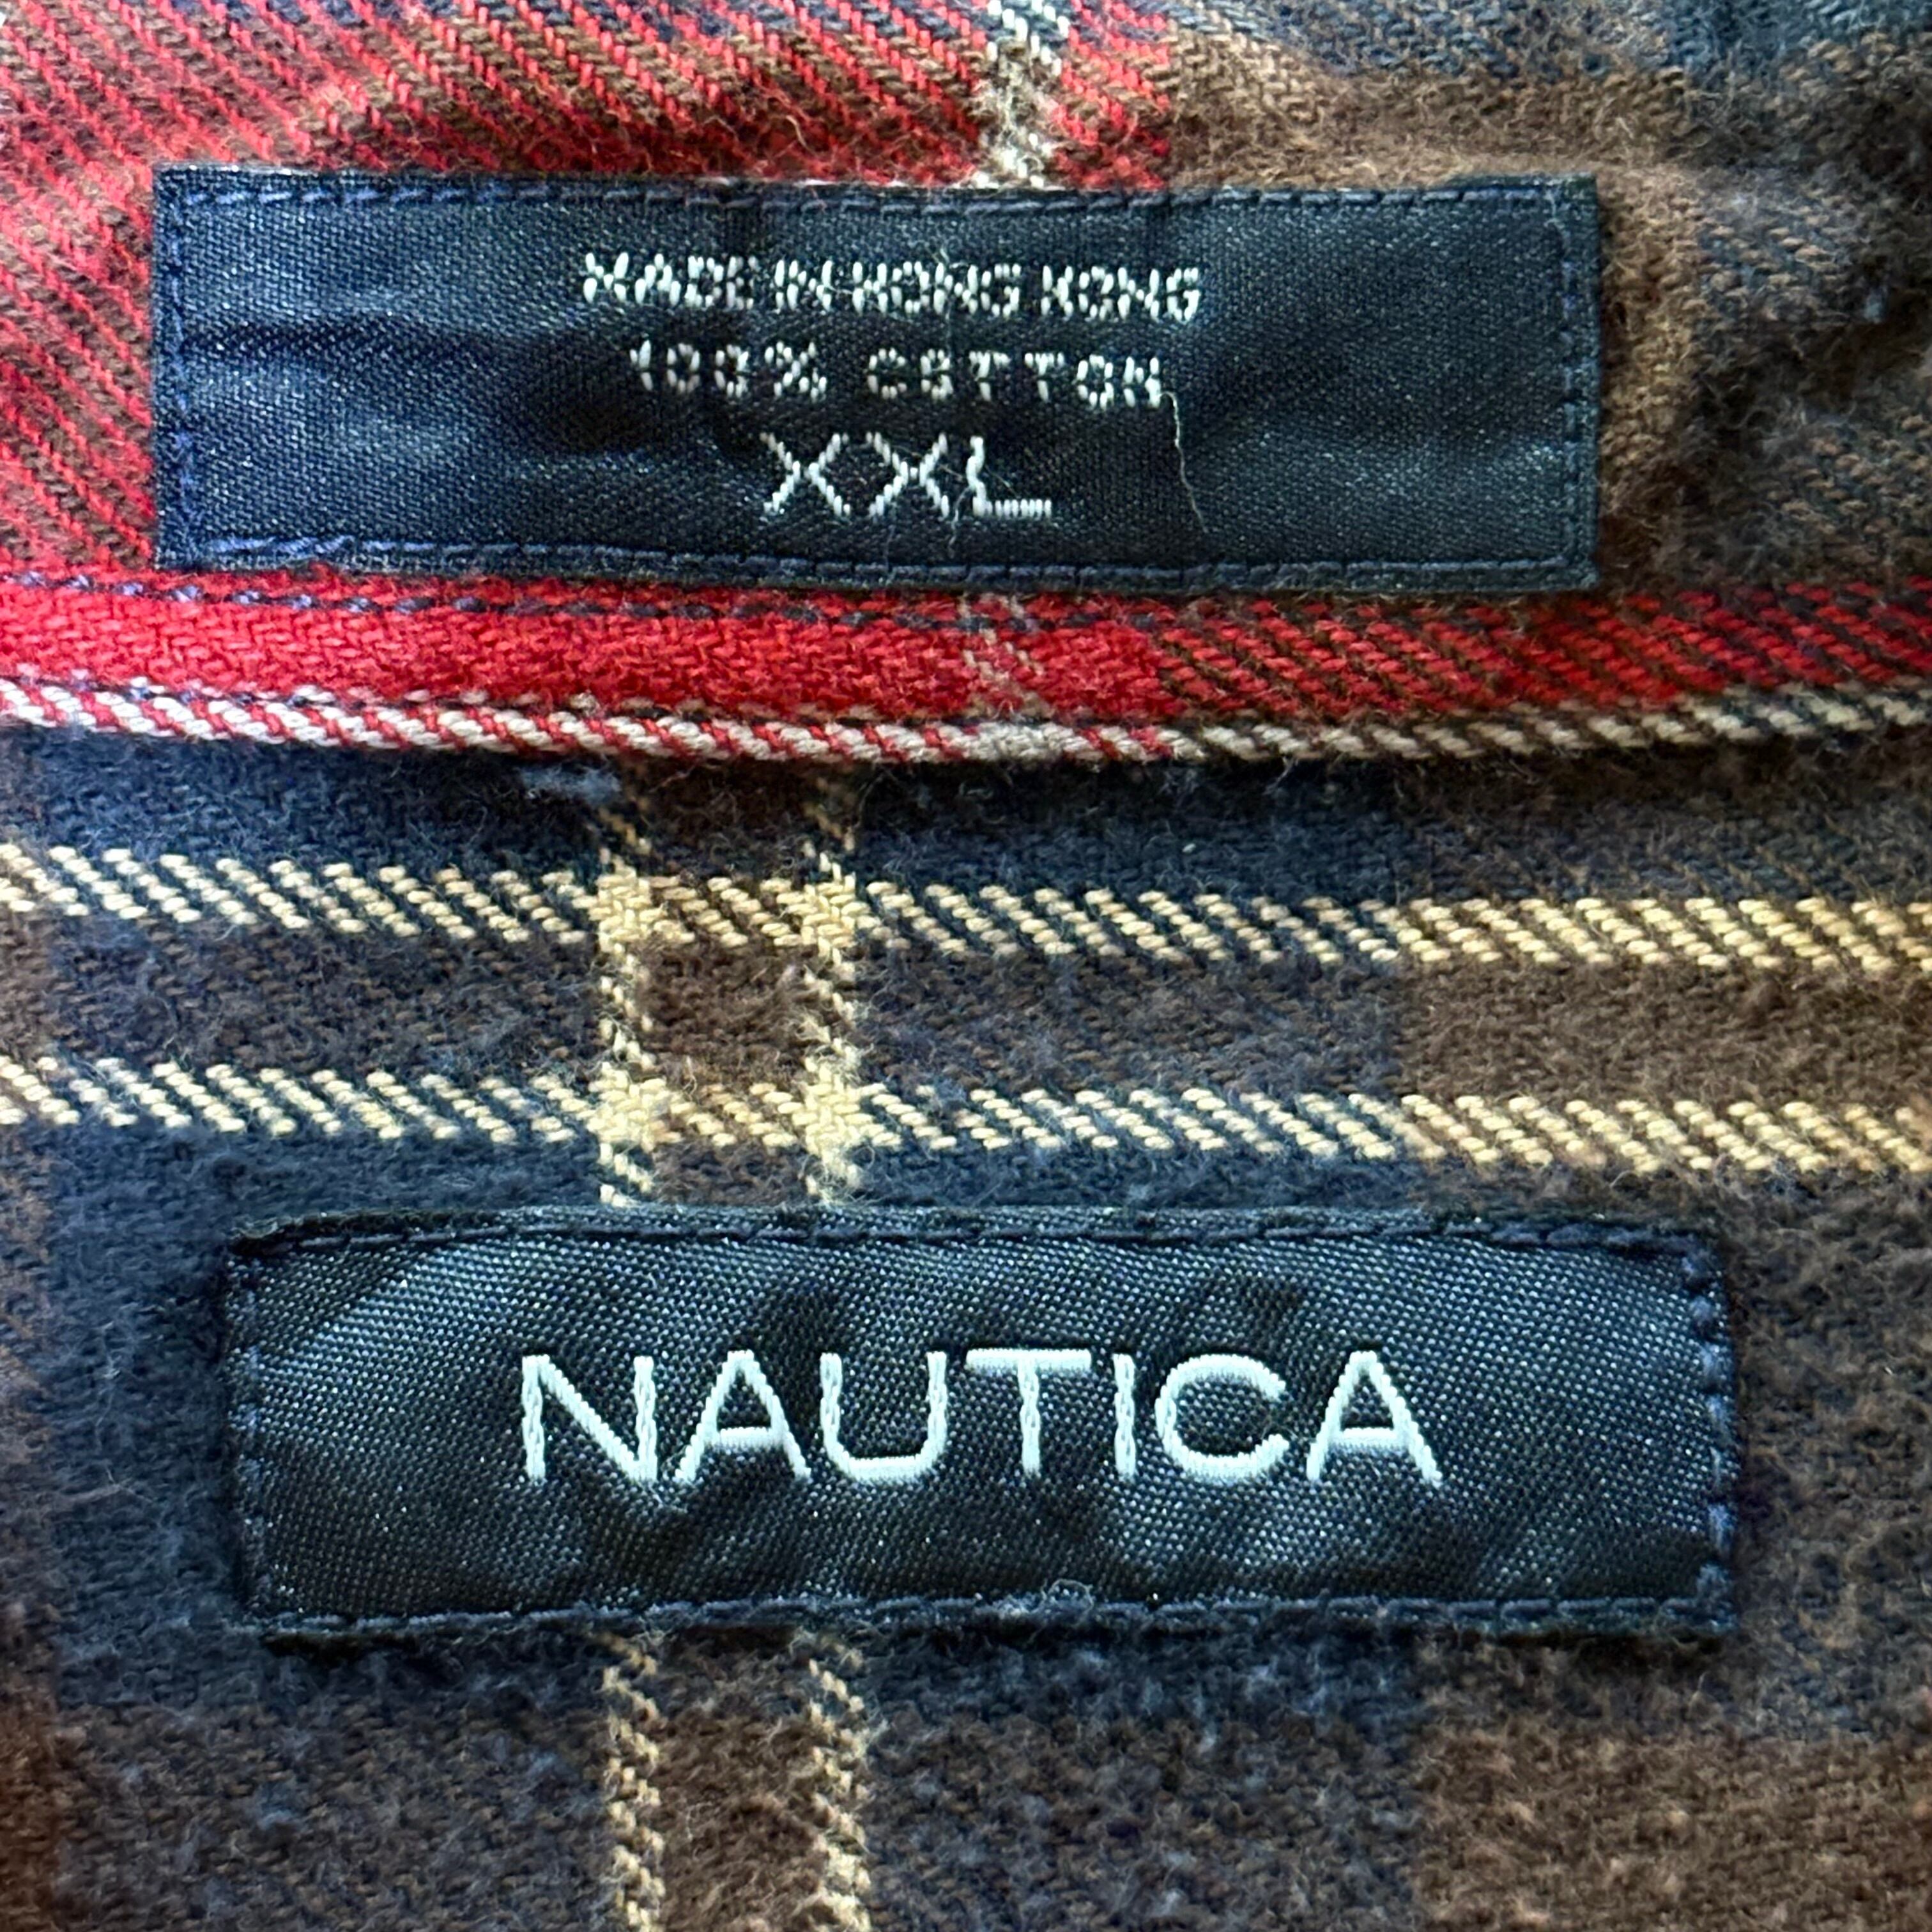 MADE IN HONG KONG
100% COTTON
XXL
NAUTICA